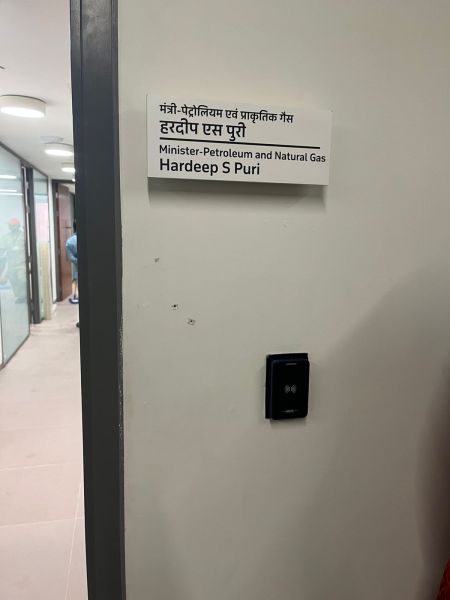 मंत्री-पेट्रोलियम एवं प्राकृतिक गैस
हरदीप एस पुरी
Minister-Petroleum and Natural Gas
Hardeep S Puri